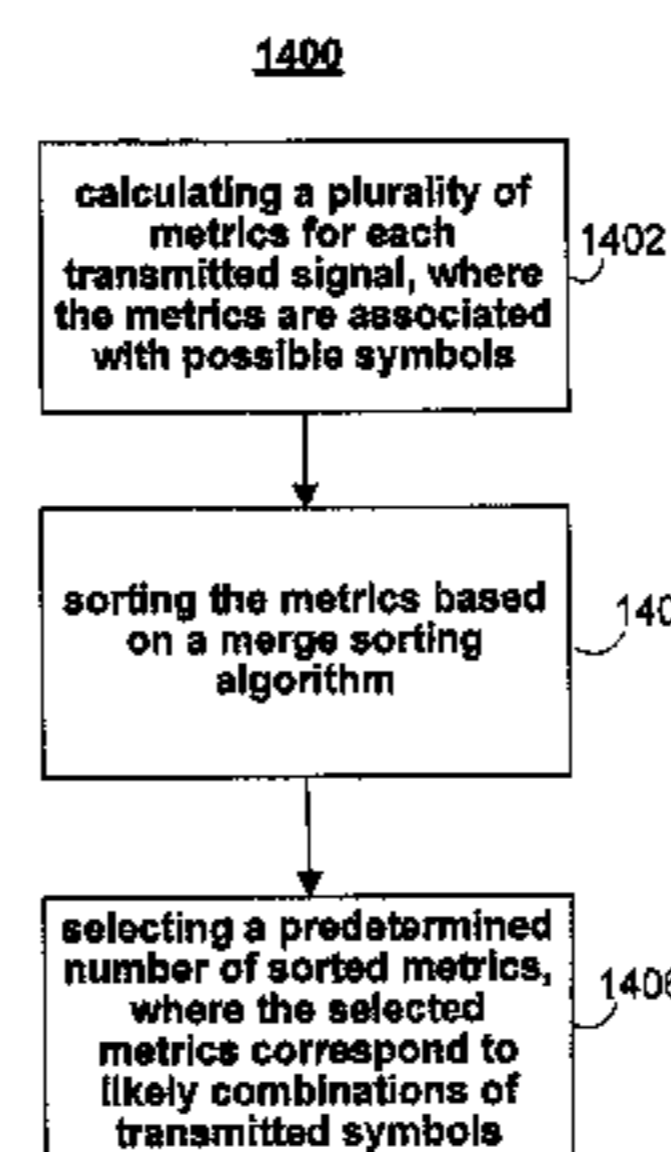 1400
calculating a plurality of
metrics for each
transmitted signal, where
the metrics are associated
with possible symbols
1402
sorting the metrics based
on a merge sorting
algorithm
140
selecting a predetermined
number of sorted metrics,
where the selected
metrics correspond to
likely combinations of
transmitted symbols
1406